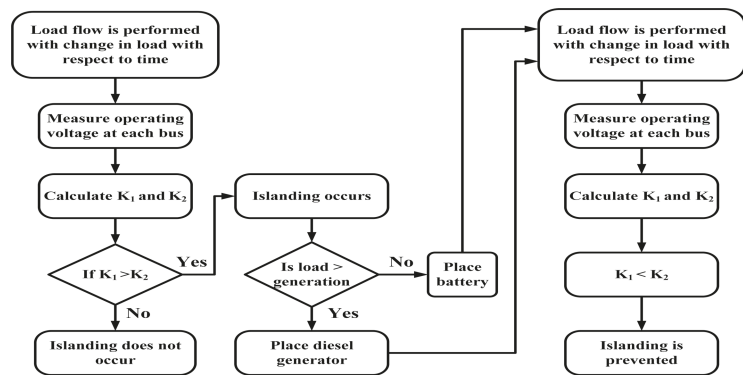 Load flow is performed
with change in load with
respect to time
Measure operating
voltage at each bus
Calculate K₁ and K₂
If K₁ >K₂
Yes
No
Islanding does not
occur
Islanding occurs
Is load >
generation
No
Yes
Place
battery
Place diesel
generator
Load flow is performed
with change in load with
respect to time
Measure operating
voltage at each bus
Calculate K₁ and K₂
K₁ < K₂
Islanding is
prevented